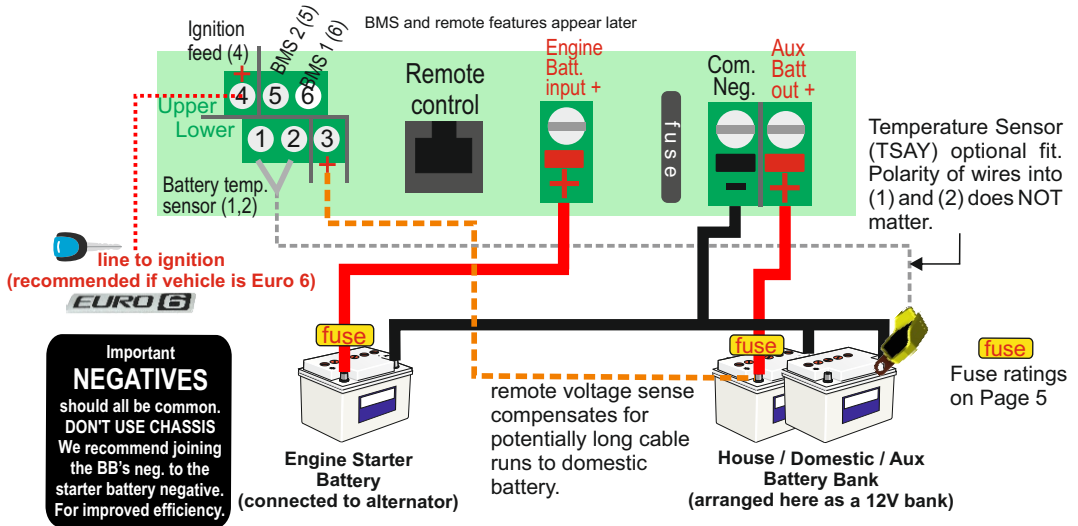 BMS and remote features appear later
Ignition
feed (4)
BMS 2 (5)
BMS 1 (6)
+
4 5 6
Upper
Lower
1 2 3
+
Battery temp.
sensor (1,2)
Remote
control
Engine
Batt.
input +
+
fuse
Com.
Neg.
-
Aux
Batt
out +
+
Temperature Sensor
(TSAY) optional fit.
Polarity of wires into
(1) and (2) does NOT
matter.
line to ignition
(recommended if vehicle is Euro 6)
EURO 6
Important
NEGATIVES
should all be common.
DON'T USE CHASSIS
We recommend joining
the BB's neg. to the
starter battery negative.
For improved efficiency.
fuse
Engine Starter
Battery
(connected to alternator)
remote voltage sense
compensates for
potentially long cable
runs to domestic
battery.
fuse
House / Domestic / Aux
Battery Bank
(arranged here as a 12V bank)
fuse
Fuse ratings
on Page 5